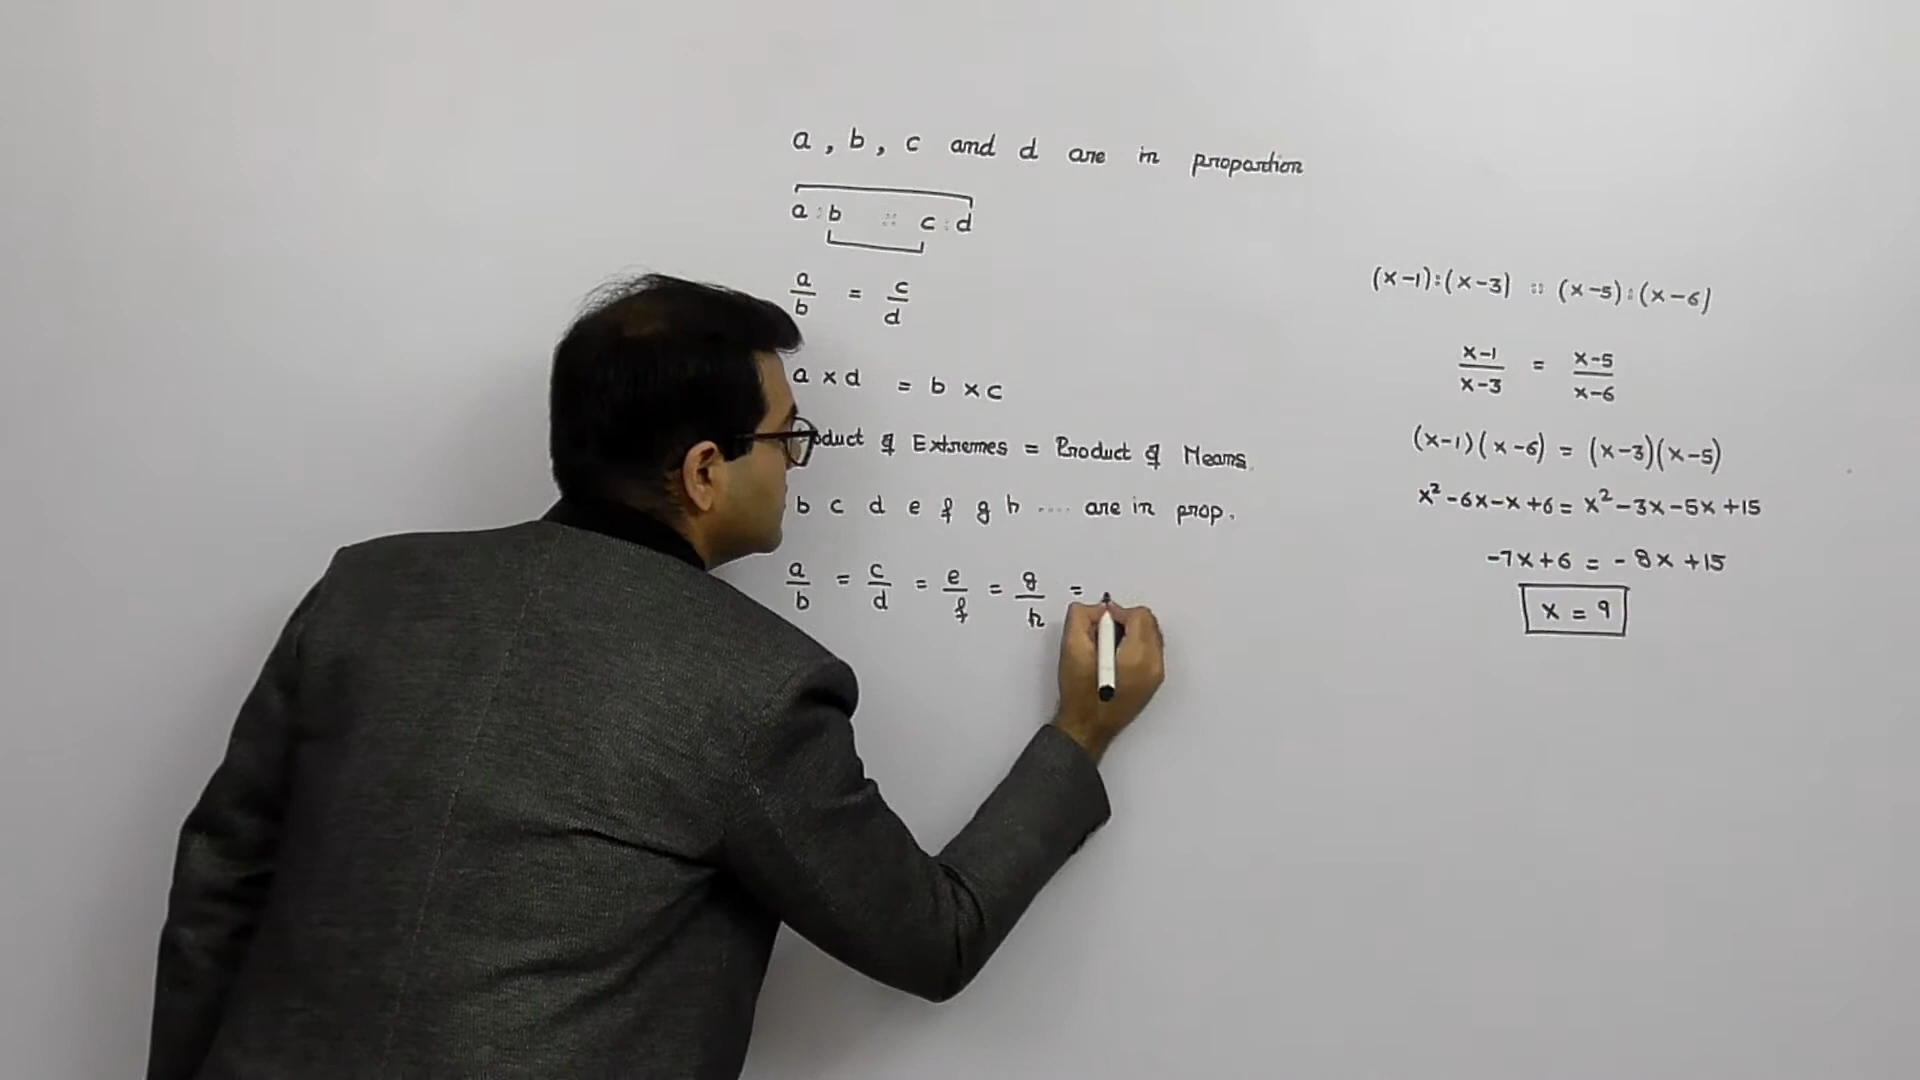 a , b , c and d are in proportion
a : b :: c : d
a/b = c/d
a × d = b × c
of Extremes = Product of Means.
b c d e f g h .... are in prop.
a/b = c/d = e/f = g/h =
(x-1):(x-3) :: (x-5):(x-6)
x-1/x-3 = x-5/x-6
(x-1)(x-6) = (x-3)(x-5)
x²-6x-x+6 = x²-3x-5x+15
-7x+6 = -8x+15
x = 9